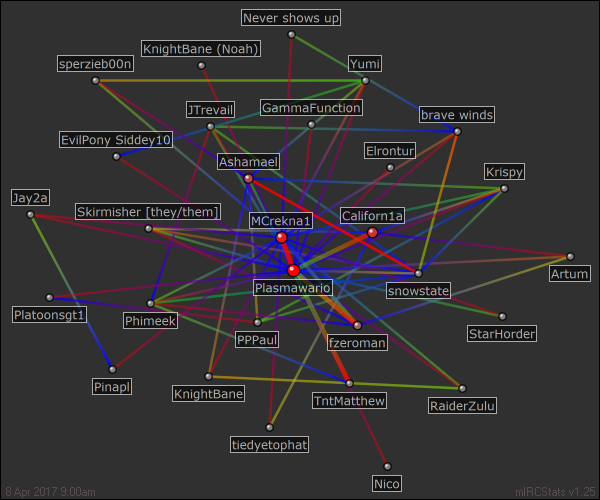 Never shows up
KnightBane (Noah)
sperzieb00n
Yumi
JTrevail
GammaFunction
brave winds
EvilPony Siddey10
Elrontur
Ashamael
Krispy
Jay2a
Skirmisher [they/them]
MCrekna1
Californ1a
Plasmawario
Artum
snowstate
Platoonsgt1
Phimeek
PPPaul
fzeroman
StarHorder
Pinapl
KnightBane
TntMatthew
RaiderZulu
tiedyetophat
Nico
8 Apr 2017 9:00am
mIRCStats v1.25